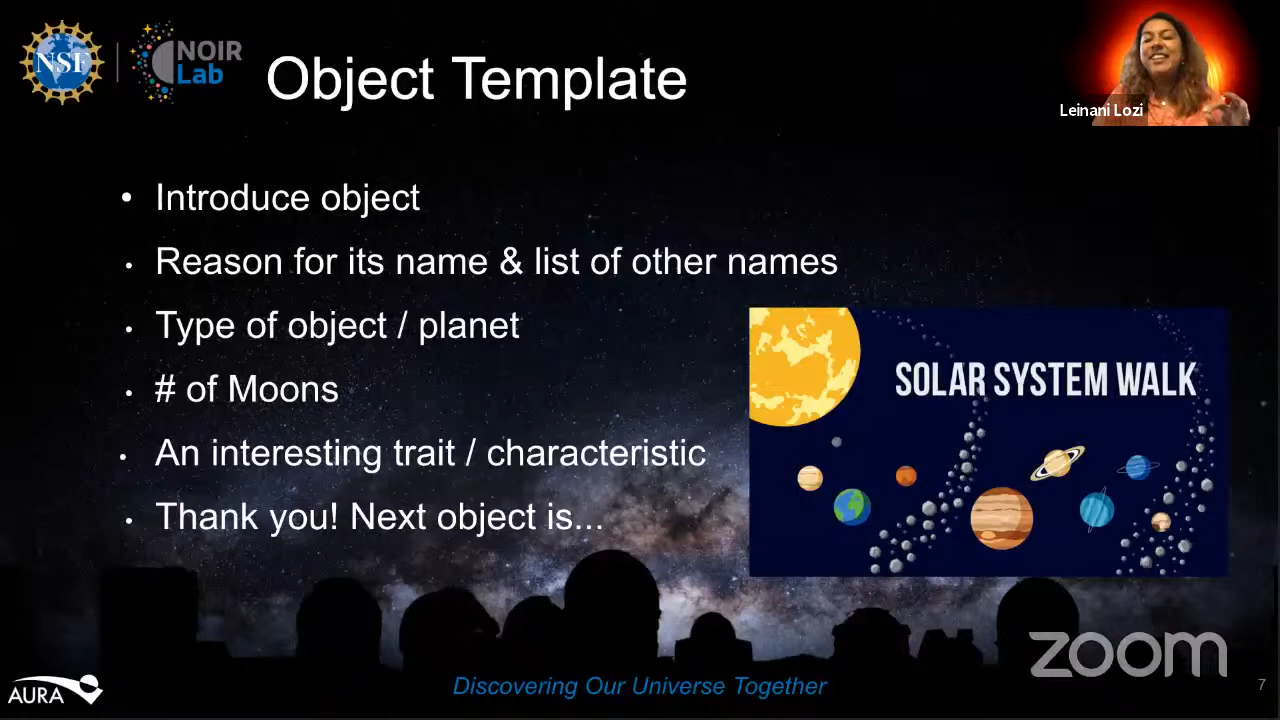 NSF
NOIR
Lab
Object Template
Leinani Lozi
• Introduce object
• Reason for its name & list of other names
• Type of object / planet
• # of Moons
• An interesting trait / characteristic
• Thank you! Next object is...
SOLAR SYSTEM WALK
zoom
AURA
Discovering Our Universe Together
7